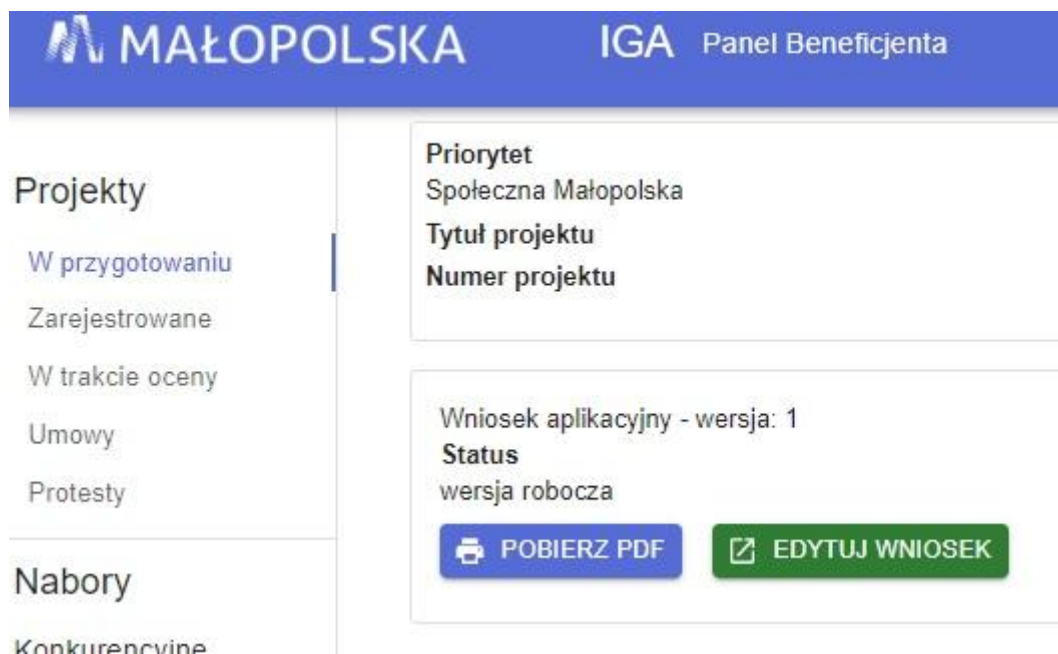 MAŁOPOLSKA
IGA Panel Beneficjenta
Projekty
W przygotowaniu
Zarejestrowane
W trakcie oceny
Umowy
Protesty
Nabory
Konkurencyjne
Priorytet
Społeczna Małopolska
Tytuł projektu
Numer projektu
Wniosek aplikacyjny - wersja: 1
Status
wersja robocza
POBIERZ PDF
EDYTUJ WNIOSEK